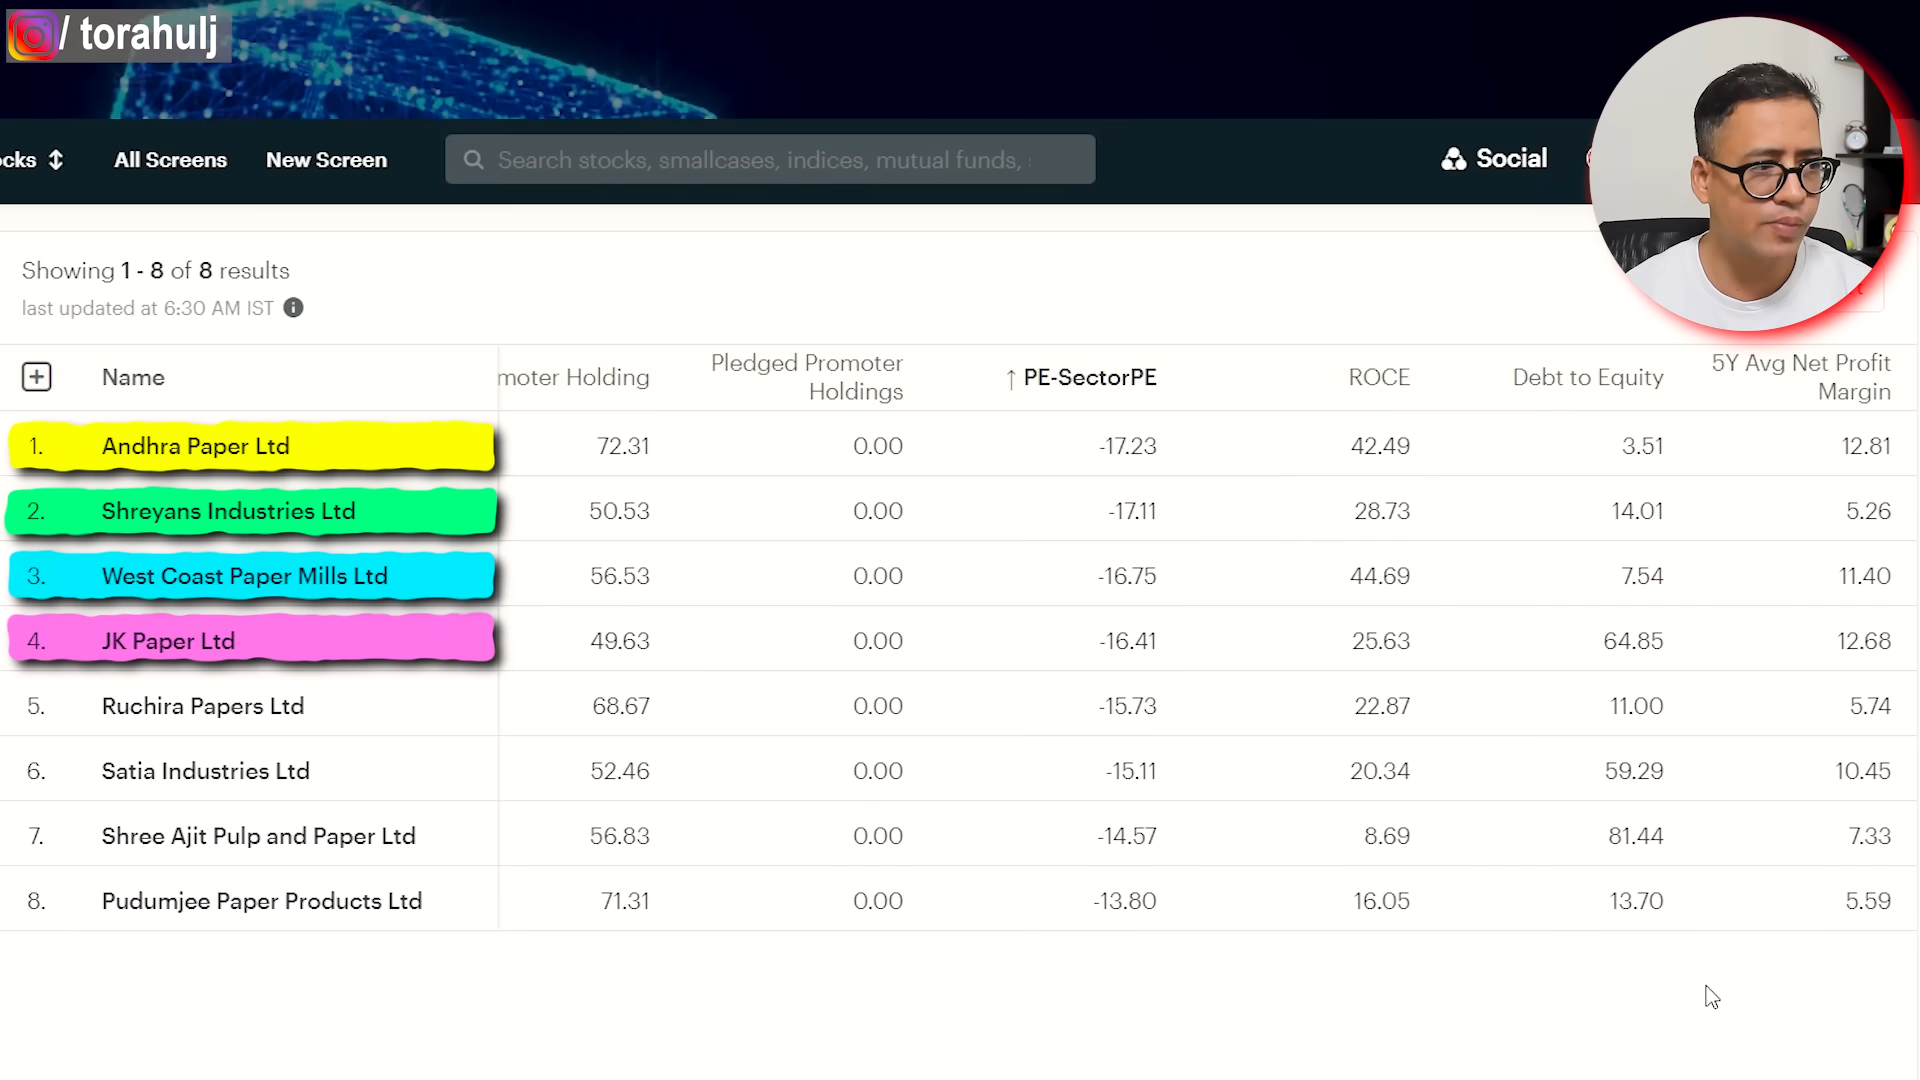 / torahulj
ocks All Screens New Screen Search stocks, smallcases, indices, mutual funds, : Social
Showing 1 - 8 of 8 results
last updated at 6:30 AM IST
Name moter Holding Pledged Promoter Holdings ↑ PE-SectorPE ROCE Debt to Equity 5Y Avg Net Profit Margin
1. Andhra Paper Ltd 72.31 0.00 -17.23 42.49 3.51 12.81
2. Shreyans Industries Ltd 50.53 0.00 -17.11 28.73 14.01 5.26
3. West Coast Paper Mills Ltd 56.53 0.00 -16.75 44.69 7.54 11.40
4. JK Paper Ltd 49.63 0.00 -16.41 25.63 64.85 12.68
5. Ruchira Papers Ltd 68.67 0.00 -15.73 22.87 11.00 5.74
6. Satia Industries Ltd 52.46 0.00 -15.11 20.34 59.29 10.45
7. Shree Ajit Pulp and Paper Ltd 56.83 0.00 -14.57 8.69 81.44 7.33
8. Pudumjee Paper Products Ltd 71.31 0.00 -13.80 16.05 13.70 5.59